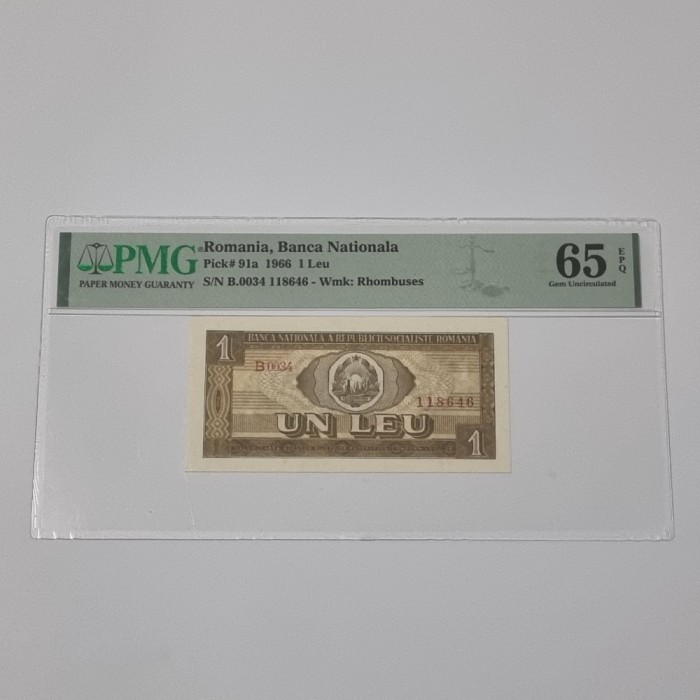 PMG
PAPER MONEY GUARANTY
Romania, Banca Nationala
Pick# 91a 1966 1 Leu
S/N B.0034 118646 - Wmk: Rhombuses
65
EPQ
Gem Uncirculated
1
BANCA NATIONALA A REPUBLICII SOCIALISTE ROMANIA
B 0034
118646
UN LEU
1